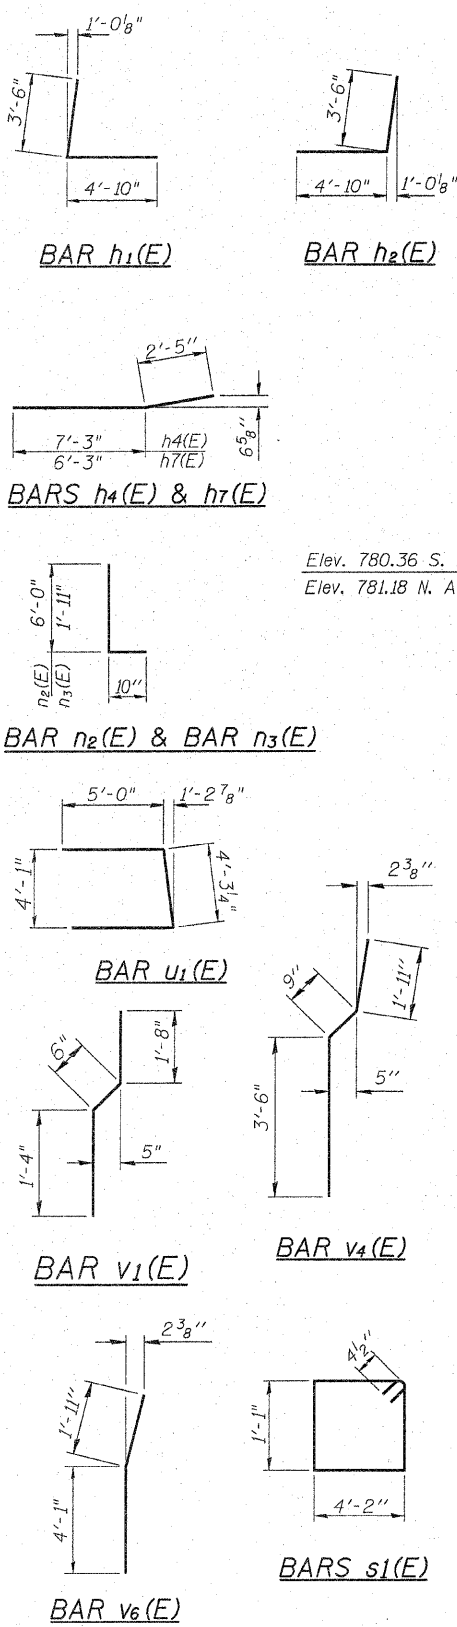 1'-0⅛"
3'-6"
4'-10"
BAR h1(E)
3'-6"
4'-10" 1'-0⅛"
BAR h2(E)
2'-5"
7'-3" h4(E)
6'-3" h7(E)
6⅝"
BARS h4(E) & h7(E)
Elev. 780.36 S.
Elev. 781.18 N. A
6'-0"
1'-11"
n2(E)
n3(E)
10"
BAR n2(E) & BAR n3(E)
5'-0" 1'-2⅞"
4'-1"
4'-3¼"
BAR u1(E)
6"
1'-8"
1'-4"
5"
BAR v1(E)
2⅜"
9"
1'-11"
3'-6"
5"
BAR v4(E)
2⅜"
1'-11"
4'-1"
BAR v6(E)
4½"
1'-1"
4'-2"
BARS s1(E)